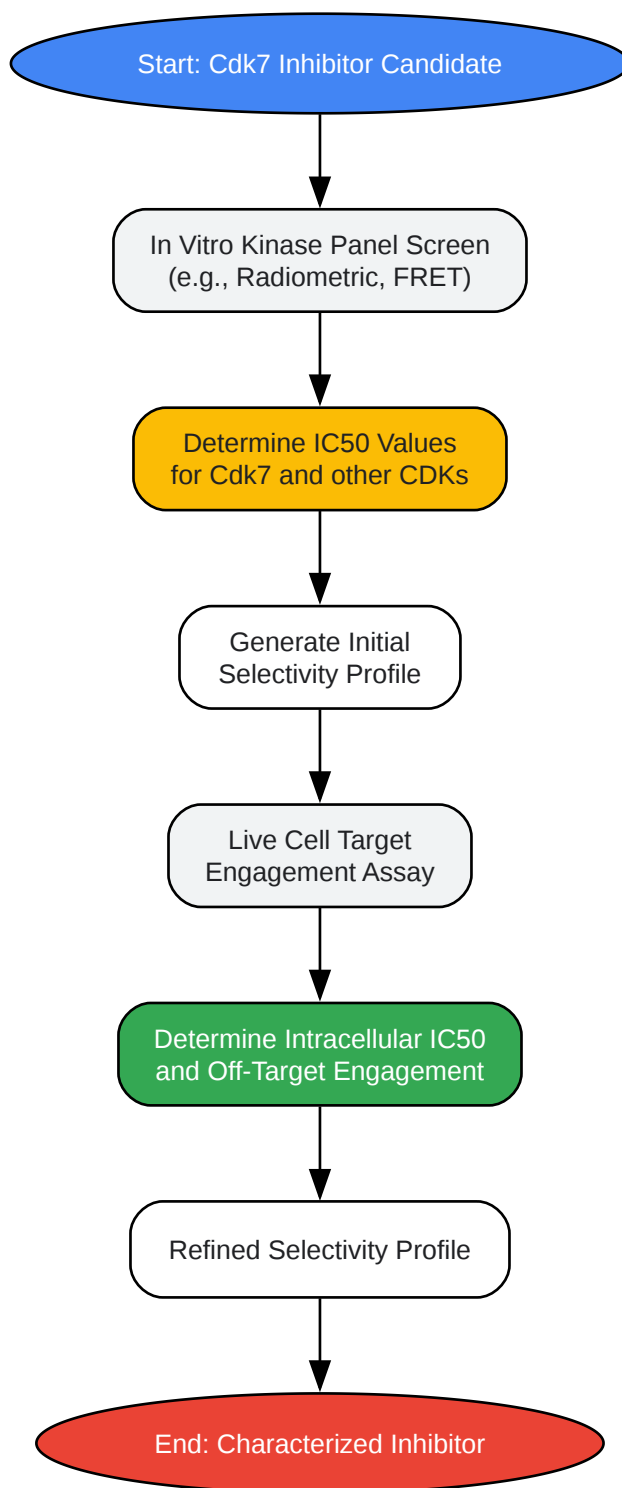 Start: Cdk7 Inhibitor Candidate
In Vitro Kinase Panel Screen
(e.g., Radiometric, FRET)
Determine IC50 Values
for Cdk7 and other CDKs
Generate Initial
Selectivity Profile
Live Cell Target
Engagement Assay
Determine Intracellular IC50
and Off-Target Engagement
Refined Selectivity Profile
End: Characterized Inhibitor